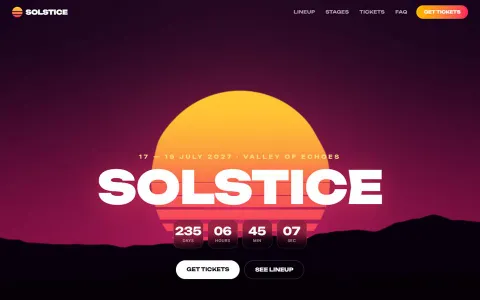 SOLSTICE
LINEUP STAGES TICKETS FAQ GET TICKETS
17 — 19 JULY 2027 · VALLEY OF ECHOES
SOLSTICE
235 06 45 07
DAYS HOURS MIN SEC
GET TICKETS SEE LINEUP